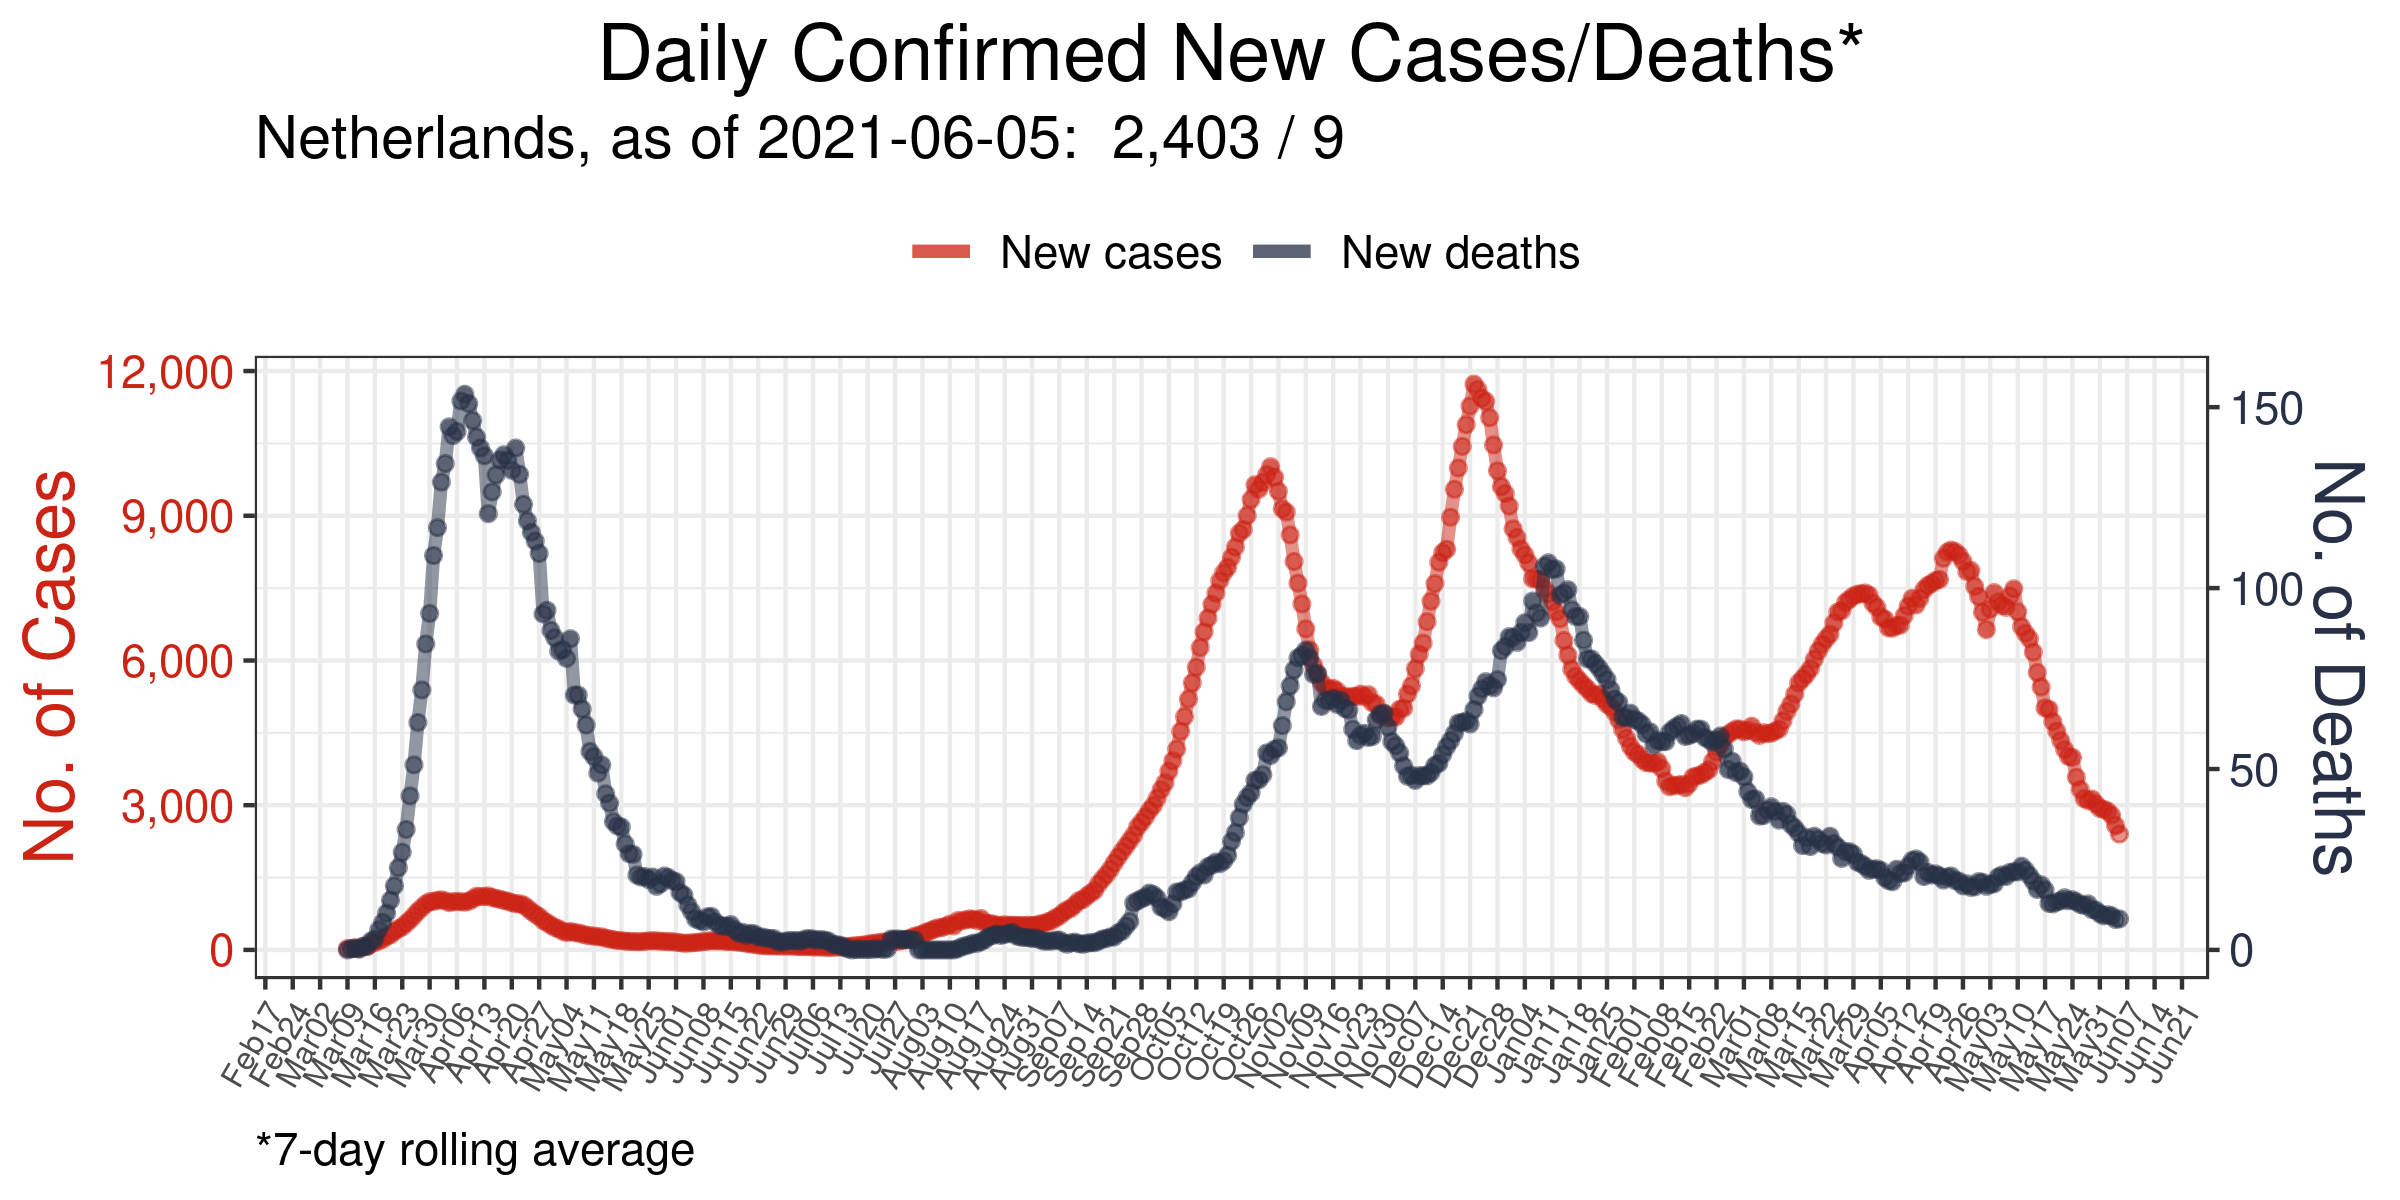 Daily Confirmed New Cases/Deaths*
Netherlands, as of 2021-06-05:  2,403 / 9
New cases
New deaths
No. of Cases
12,000
9,000
6,000
3,000
0
150
100
50
0
No. of Deaths
Feb17
Feb24
Mar02
Mar09
Mar16
Mar23
Mar30
Apr06
Apr13
Apr20
Apr27
May04
May11
May18
May25
Jun01
Jun08
Jun15
Jun22
Jun29
Jul06
Jul13
Jul20
Jul27
Aug03
Aug10
Aug17
Aug24
Aug31
Sep07
Sep14
Sep21
Sep28
Oct05
Oct12
Oct19
Oct26
Nov02
Nov09
Nov16
Nov23
Nov30
Dec07
Dec14
Dec21
Dec28
Jan04
Jan11
Jan18
Jan25
Feb01
Feb08
Feb15
Feb22
Mar01
Mar08
Mar15
Mar22
Mar29
Apr05
Apr12
Apr19
Apr26
May03
May10
May17
May24
May31
Jun07
Jun14
Jun21
*7-day rolling average